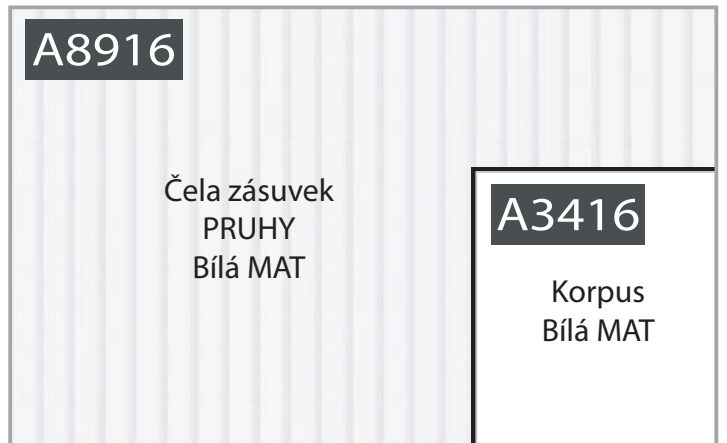 A8916
Čela zásuvek
PRUHY
Bílá MAT
A3416
Korpus
Bílá MAT